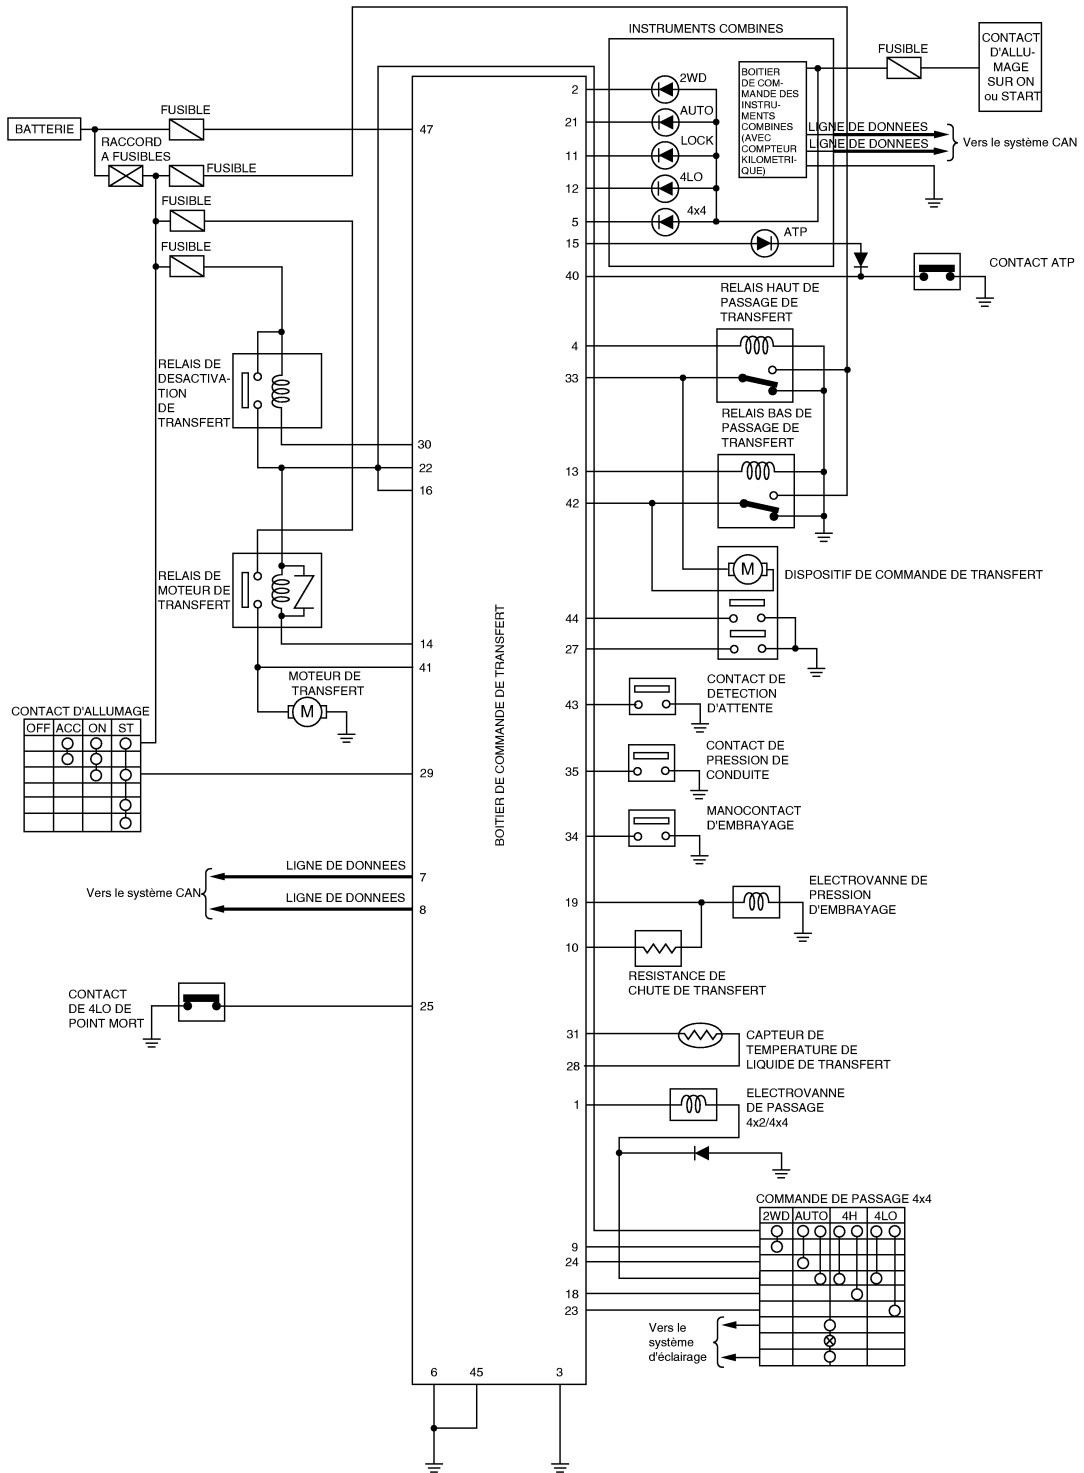 INSTRUMENTS COMBINES
CONTACT
D'ALLU-
MAGE
SUR ON
ou START
FUSIBLE
BOITIER
DE COM-
MANDE DES
INSTRU-
MENTS
COMBINES
(AVEC
COMPTEUR
KILOMETRI-
QUE)
2WD
AUTO
LOCK
4LO
4x4
ATP
LIGNE DE DONNEES
LIGNE DE DONNEES
Vers le système CAN
2
21
11
12
5
15
40
CONTACT ATP
BATTERIE
FUSIBLE
RACCORD
A FUSIBLES
FUSIBLE
FUSIBLE
FUSIBLE
47
RELAIS DE
DESACTIVA-
TION
DE
TRANSFERT
30
22
16
RELAIS DE
MOTEUR DE
TRANSFERT
14
41
MOTEUR DE
TRANSFERT
M
CONTACT D'ALLUMAGE
OFF ACC ON ST
29
LIGNE DE DONNEES
7
Vers le système CAN
LIGNE DE DONNEES
8
CONTACT
DE 4LO DE
POINT MORT
25
BOITIER DE COMMANDE DE TRANSFERT
RELAIS HAUT DE
PASSAGE DE
TRANSFERT
4
33
RELAIS BAS DE
PASSAGE DE
TRANSFERT
13
42
M
DISPOSITIF DE COMMANDE DE TRANSFERT
44
27
CONTACT DE
DETECTION
D'ATTENTE
43
CONTACT DE
PRESSION DE
CONDUITE
35
MANOCONTACT
D'EMBRAYAGE
34
ELECTROVANNE DE
PRESSION
D'EMBRAYAGE
19
10
RESISTANCE DE
CHUTE DE TRANSFERT
31
28
CAPTEUR DE
TEMPERATURE DE
LIQUIDE DE TRANSFERT
1
ELECTROVANNE
DE PASSAGE
4x2/4x4
COMMANDE DE PASSAGE 4x4
2WD AUTO 4H 4LO
9
24
18
23
Vers le
système
d'éclairage
6 45 3